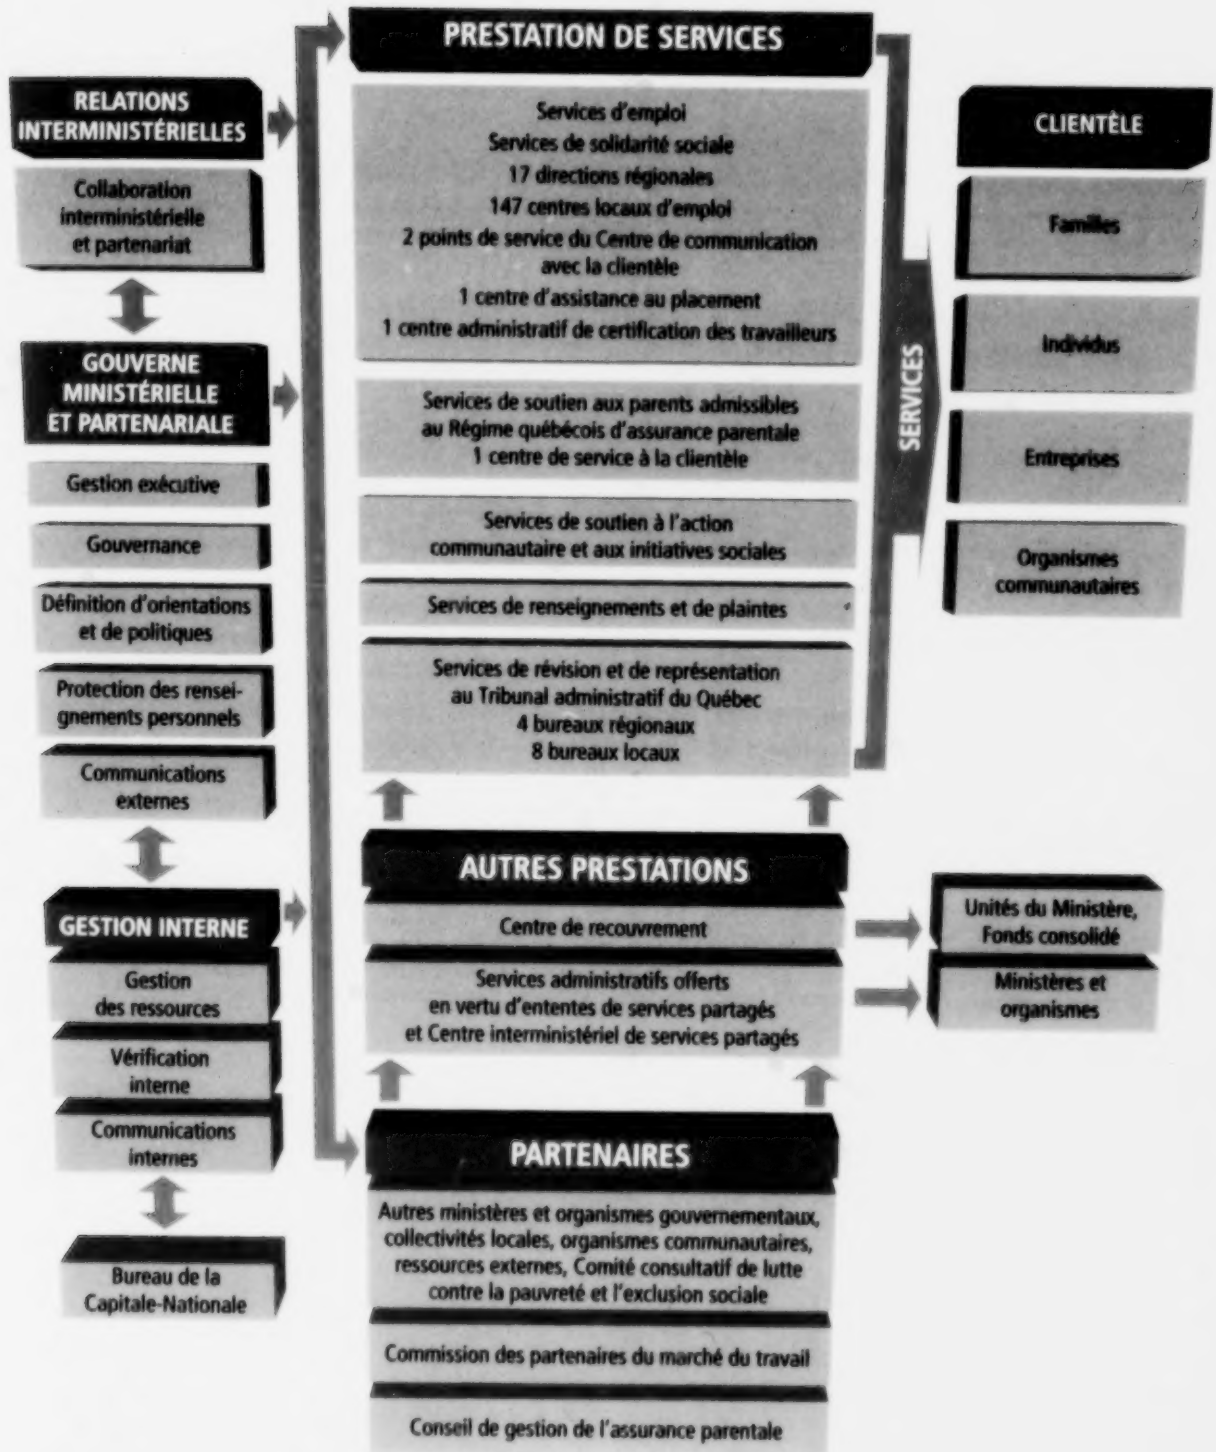 RELATIONS
INTERMINISTÉRIELLES
Collaboration
interministérielle
et partenariat
GOUVERNE
MINISTÉRIELLE
ET PARTENARIALE
Gestion exécutive
Gouvernance
Définition d'orientations
et de politiques
Protection des rensei-
gnements personnels
Communications
externes
GESTION INTERNE
Gestion
des ressources
Vérification
interne
Communications
internes
Bureau de la
Capitale-Nationale
PRESTATION DE SERVICES
Services d'emploi
Services de solidarité sociale
17 directions régionales
147 centres locaux d'emploi
2 points de service du Centre de communication
avec la clientèle
1 centre d'assistance au placement
1 centre administratif de certification des travailleurs
Services de soutien aux parents admissibles
au Régime québécois d'assurance parentale
1 centre de service à la clientèle
Services de soutien à l'action
communautaire et aux initiatives sociales
Services de renseignements et de plaintes
Services de révision et de représentation
au Tribunal administratif du Québec
4 bureaux régionaux
8 bureaux locaux
AUTRES PRESTATIONS
Centre de recouvrement
Services administratifs offerts
en vertu d'ententes de services partagés
et Centre interministériel de services partagés
PARTENAIRES
Autres ministères et organismes gouvernementaux,
collectivités locales, organismes communautaires,
ressources externes, Comité consultatif de lutte
contre la pauvreté et l'exclusion sociale
Commission des partenaires du marché du travail
Conseil de gestion de l'assurance parentale
SERVICES
CLIENTÈLE
Familles
Individus
Entreprises
Organismes
communautaires
Unités du Ministère,
Fonds consolidé
Ministères et
organismes